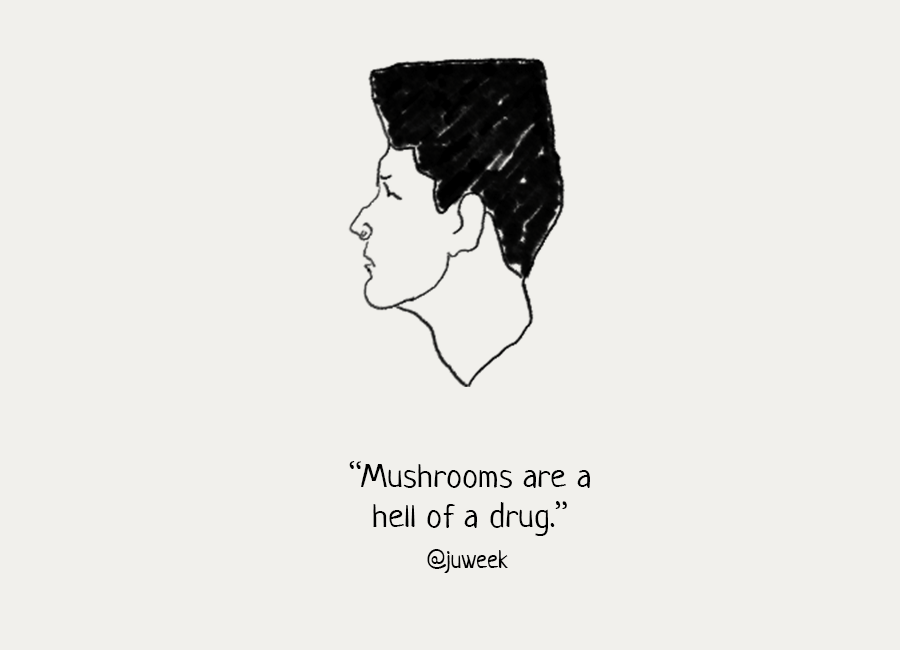 “Mushrooms are a
hell of a drug.”
@juweek